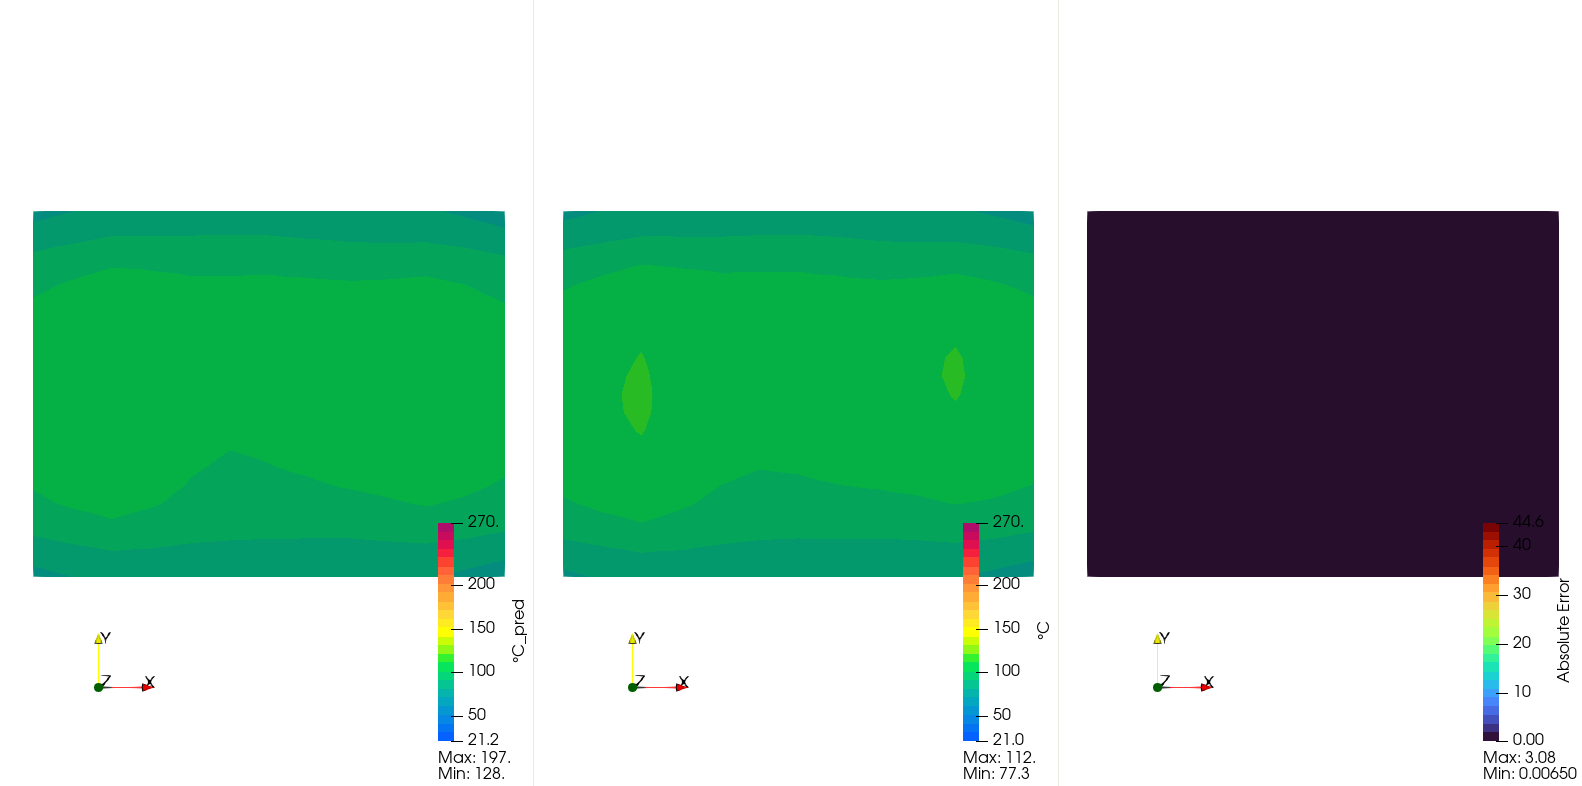 270.
200
150
100
50
21.2
°C_pred
Max: 197.
Min: 128.
Y
Z
X
270.
200
150
100
50
21.0
°C
Max: 112.
Min: 77.3
Y
Z
X
44.6
40
30
20
10
0.00
Absolute Error
Max: 3.08
Min: 0.00650
Y
Z
X